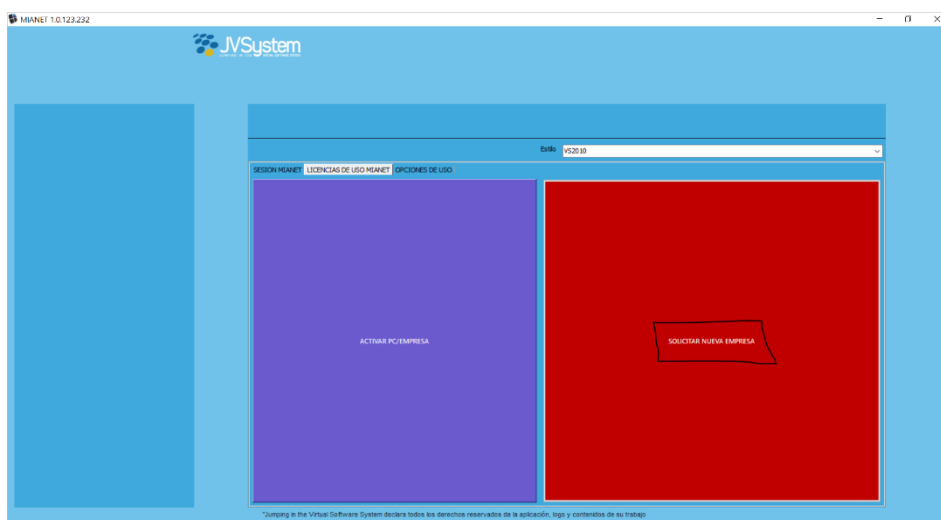 MIANET 1.0.123.232
JVSystem
Estilo VS2010
SESION MIANET LICENCIAS DE USO MIANET OPCIONES DE USO
ACTIVAR PC/EMPRESA
SOLICITAR NUEVA EMPRESA
"Jumping in the Virtual Software System declara todos los derechos reservados de la aplicación, logo y contenidos de su trabajo